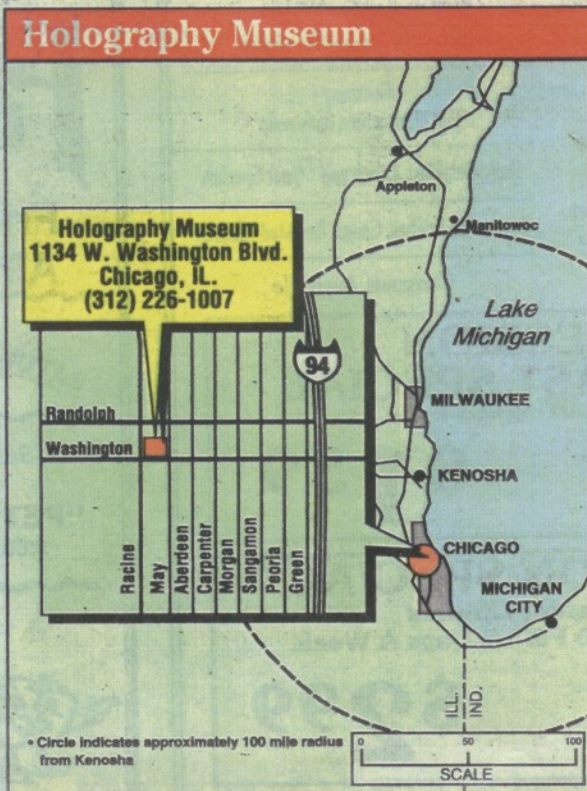 Holography Museum
Appleton
Manitowoc
Holography Museum
1134 W. Washington Blvd.
Chicago, IL.
(312) 226-1007
Lake
Michigan
94
MILWAUKEE
Randolph
Washington
KENOSHA
Racine
May
Aberdeen
Carpenter
Morgan
Sangamon
Peoria
Green
CHICAGO
MICHIGAN
CITY
ILL.
IND.
• Circle indicates approximately 100 mile radius
from Kenosha
0 50 100
SCALE